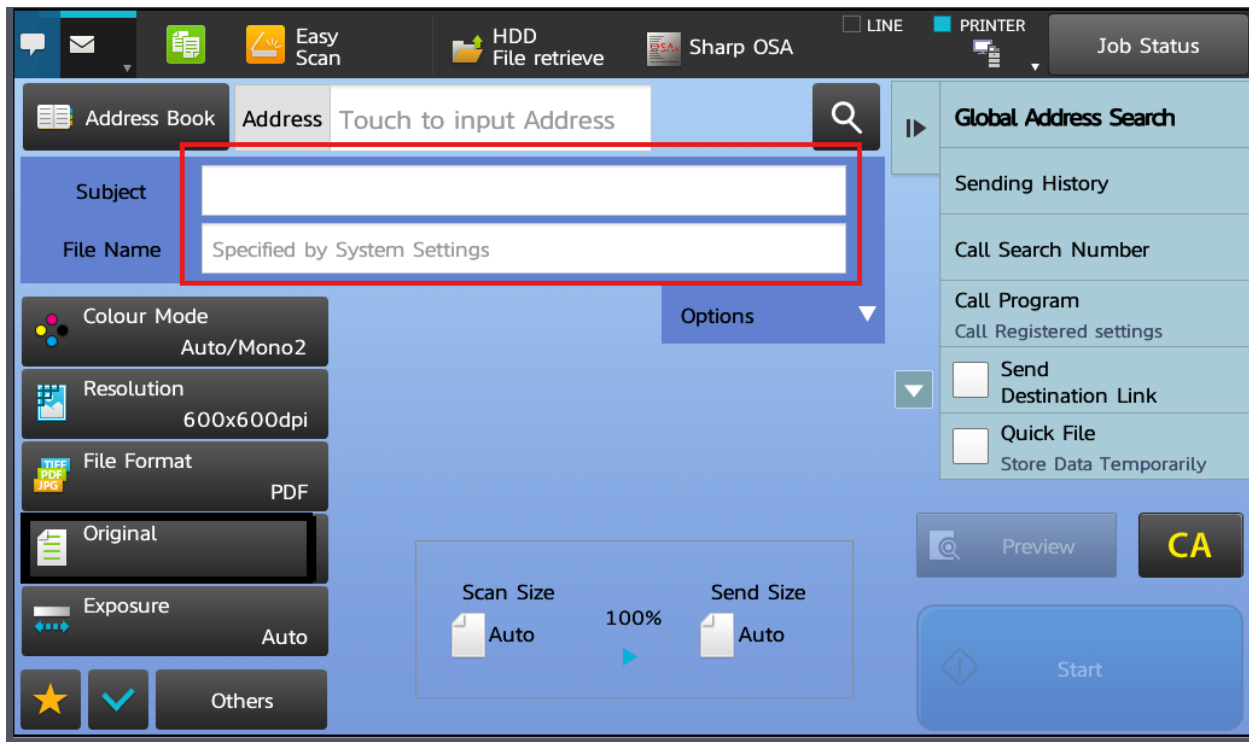 Easy
Scan
HDD
File retrieve
OSA
Sharp OSA
LINE
PRINTER
Job Status
Address Book
Address
Touch to input Address
Global Address Search
Subject
Sending History
File Name
Specified by System Settings
Call Search Number
Options
Call Program
Call Registered settings
Colour Mode
Auto/Mono2
Send
Destination Link
Resolution
600x600dpi
Quick File
Store Data Temporarily
TIFF
PDF
JPG
File Format
PDF
Original
Preview
CA
Exposure
Auto
Scan Size
Auto
100%
Send Size
Auto
Start
Others